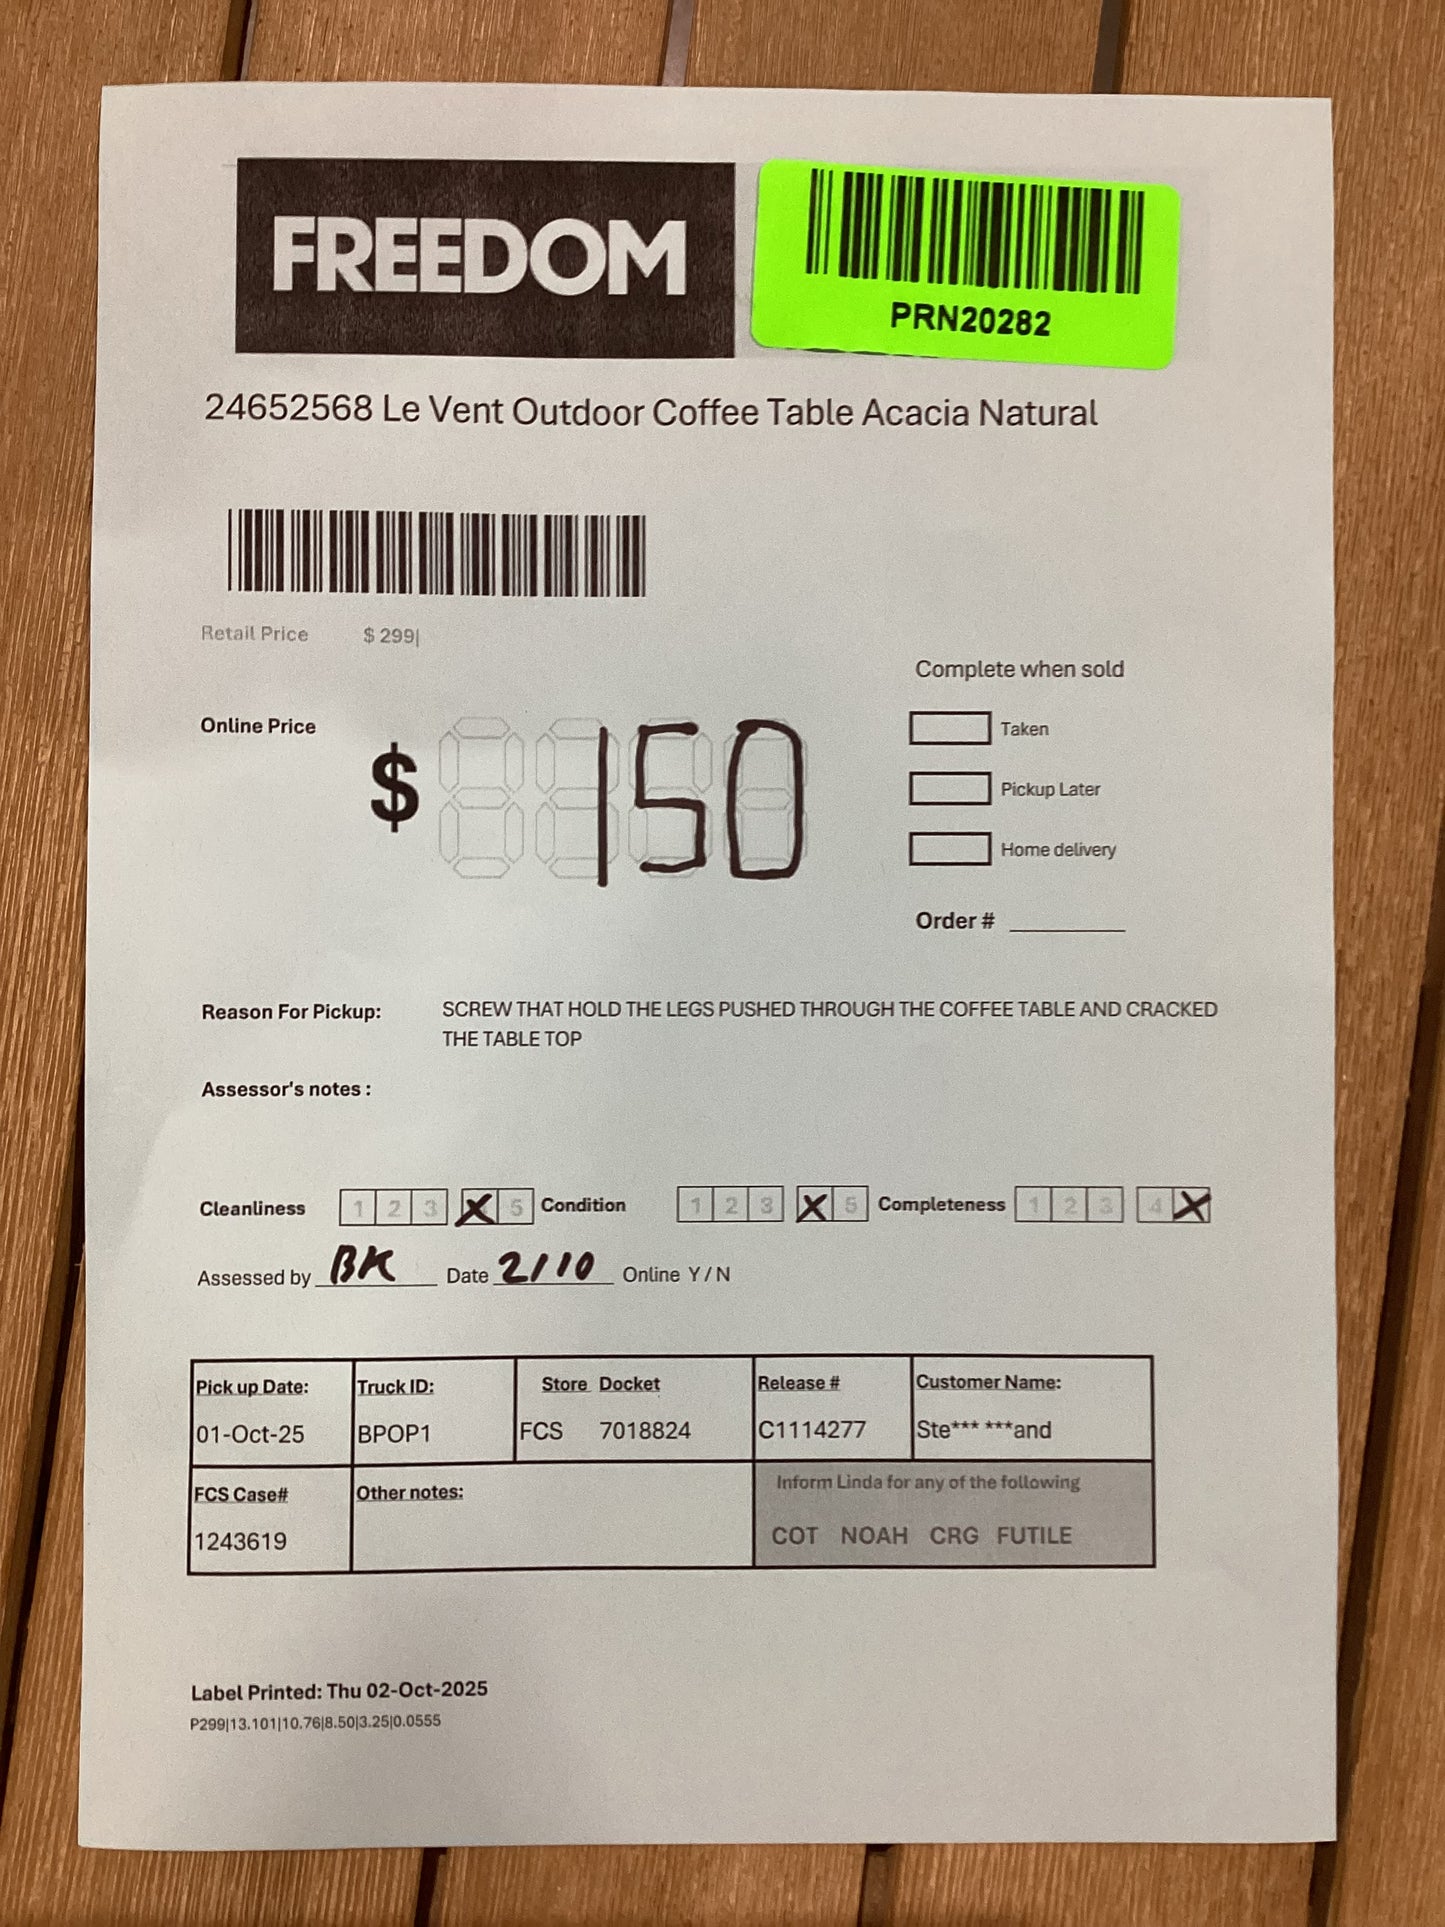 FREEDOM
PRN20282
24652568 Le Vent Outdoor Coffee Table Acacia Natural
Retail Price $ 299|
Complete when sold
Online Price
$ 150
Taken
Pickup Later
Home delivery
Order #
Reason For Pickup: SCREW THAT HOLD THE LEGS PUSHED THROUGH THE COFFEE TABLE AND CRACKED
THE TABLE TOP
Assessor's notes :
Cleanliness 1 2 3 X 5 Condition 1 2 3 X 5 Completeness 1 2 3 4 X
Assessed by BK Date 2/10 Online Y / N
Pick up Date: Truck ID: Store Docket Release # Customer Name:
01-Oct-25 BPOP1 FCS 7018824 C1114277 Ste*** ***and
FCS Case# Other notes: Inform Linda for any of the following
1243619 COT NOAH CRG FUTILE
Label Printed: Thu 02-Oct-2025
P299|13.101|10.76|8.50|3.25|0.0555